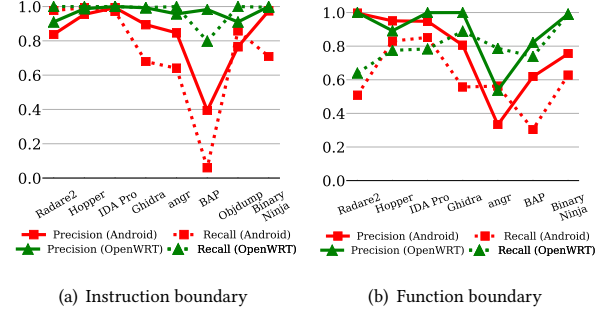 1.0
0.8
0.6
0.4
0.2
0.0
Radare2
Hopper
IDA Pro
Ghidra
angr
BAP
Objdump
Binary
Ninja
Precision (Android)
Recall (Android)
Precision (OpenWRT)
Recall (OpenWRT)
(a) Instruction boundary
1.0
0.8
0.6
0.4
0.2
0.0
Radare2
Hopper
IDA Pro
Ghidra
angr
BAP
Binary
Ninja
Precision (Android)
Recall (Android)
Precision (OpenWRT)
Recall (OpenWRT)
(b) Function boundary